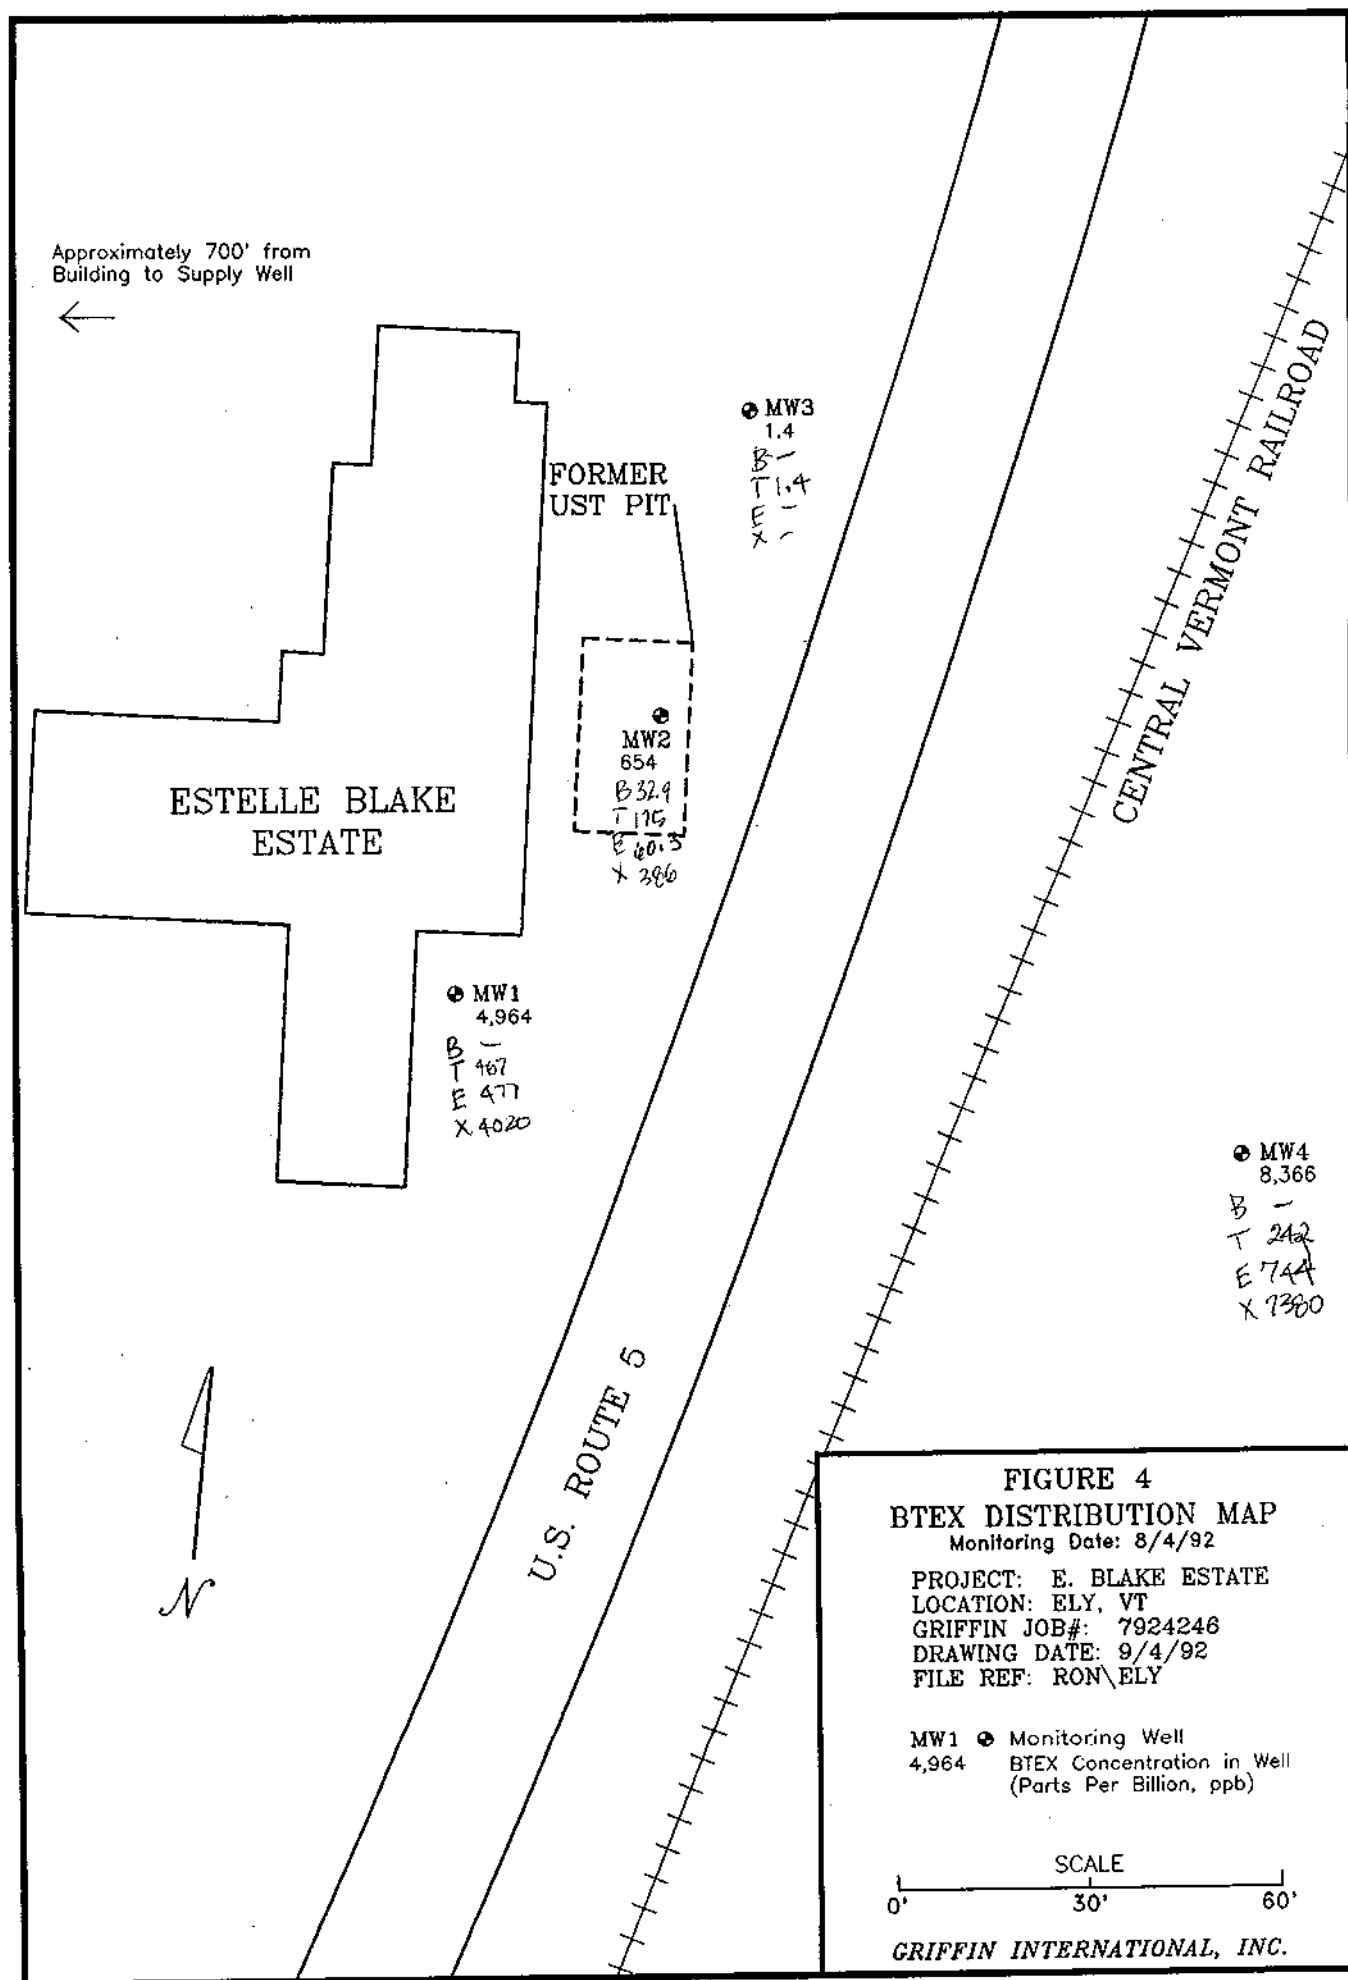 Approximately 700' from
Building to Supply Well
MW3
1.4
B -
T 1.4
E -
X -
FORMER
UST PIT
CENTRAL VERMONT RAILROAD
MW2
654
B 32.9
T 175
E 60.3
X 386
ESTELLE BLAKE
ESTATE
MW1
4,964
B -
T 467
E 477
X 4020
MW4
8,366
B -
T 242
E 744
X 7380
U.S. ROUTE 5
N
FIGURE 4
BTEX DISTRIBUTION MAP
Monitoring Date: 8/4/92
PROJECT: E. BLAKE ESTATE
LOCATION: ELY, VT
GRIFFIN JOB#: 7924246
DRAWING DATE: 9/4/92
FILE REF: RON\ELY
MW1 Monitoring Well
4,964 BTEX Concentration in Well
(Parts Per Billion, ppb)
SCALE
0' 30' 60'
GRIFFIN INTERNATIONAL, INC.